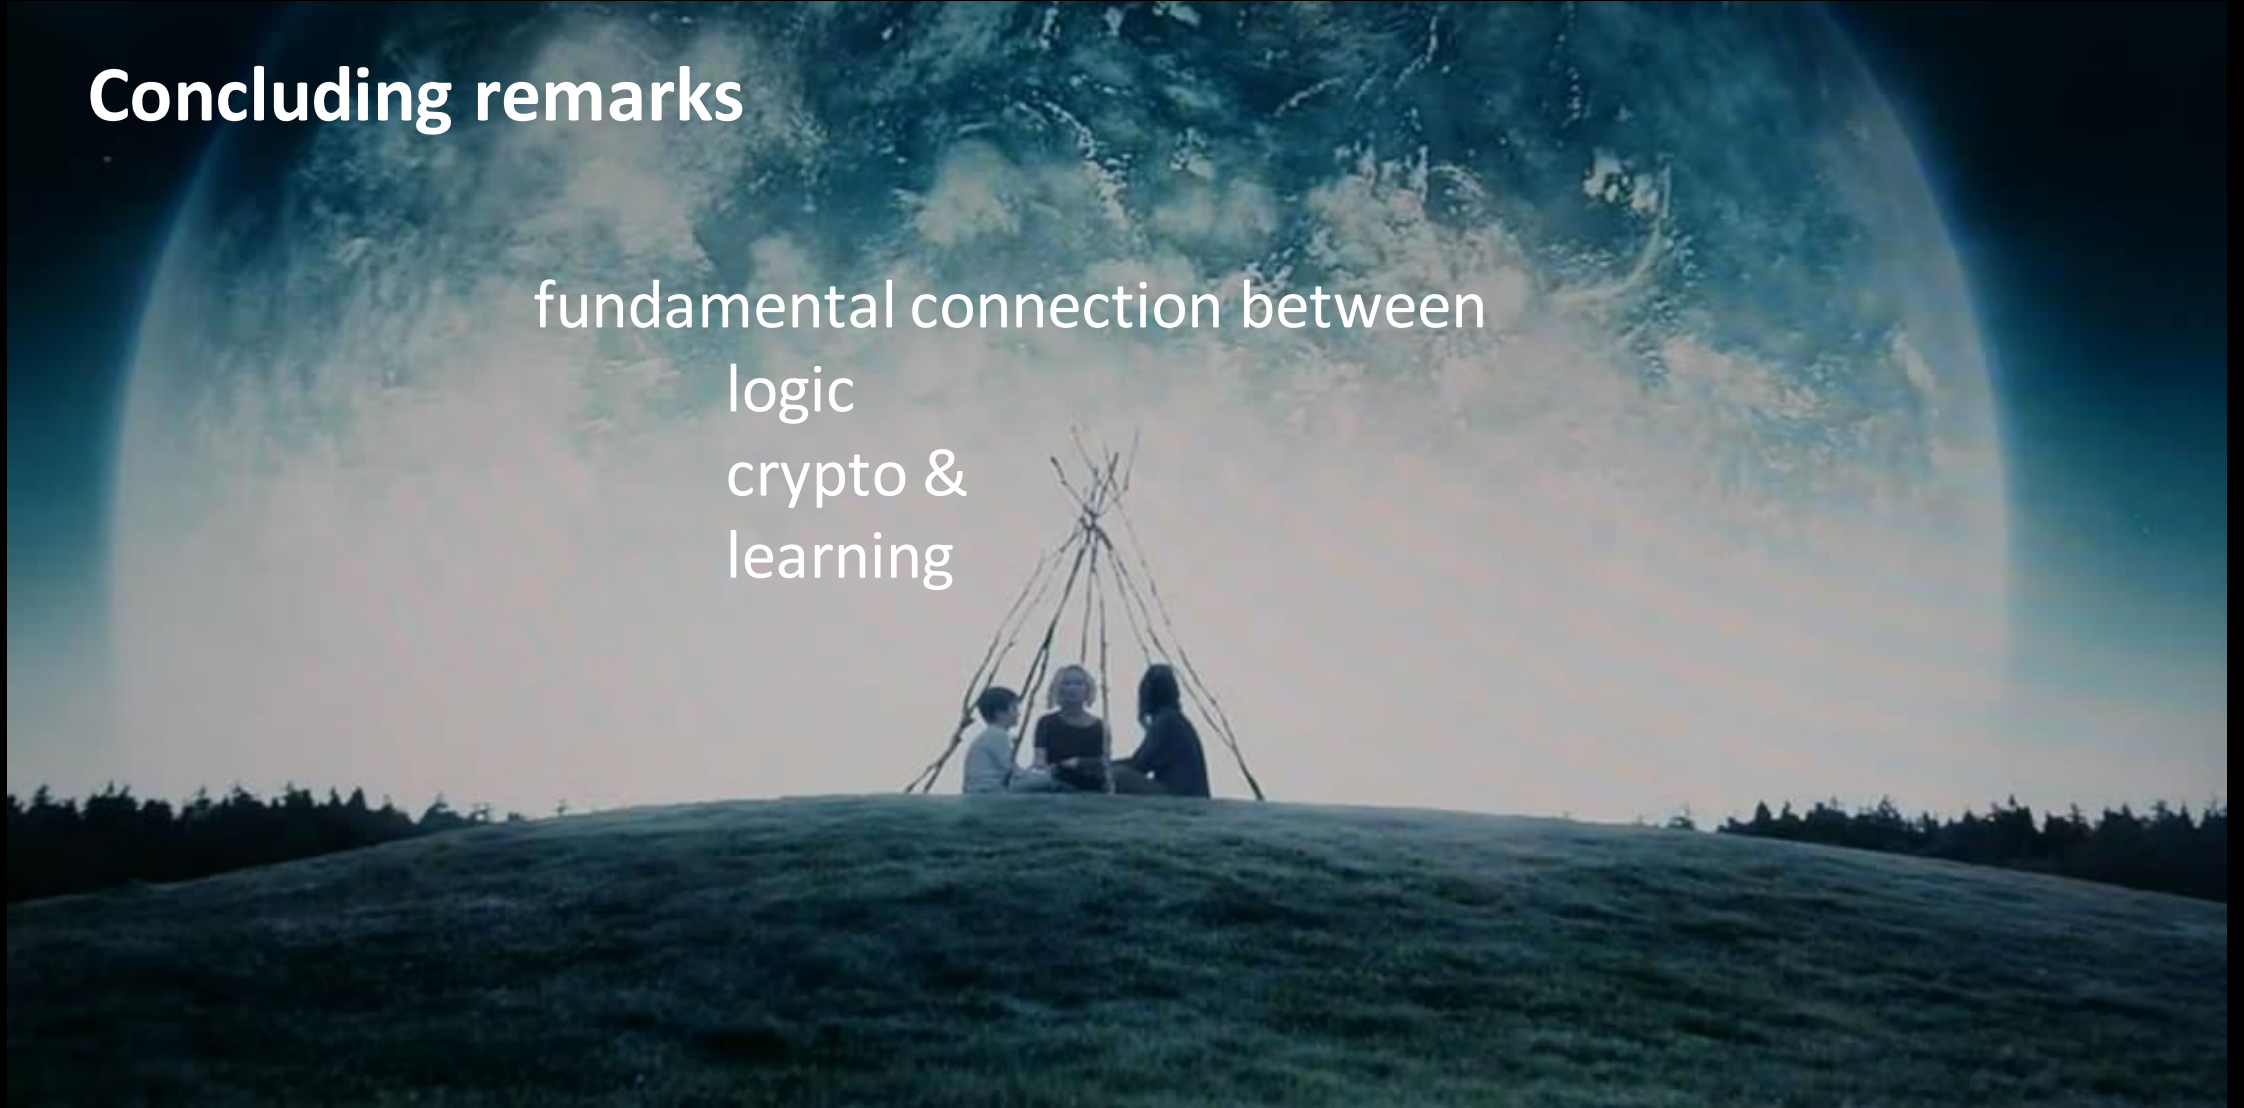 Concluding remarks
fundamental connection between
logic
crypto &
learning